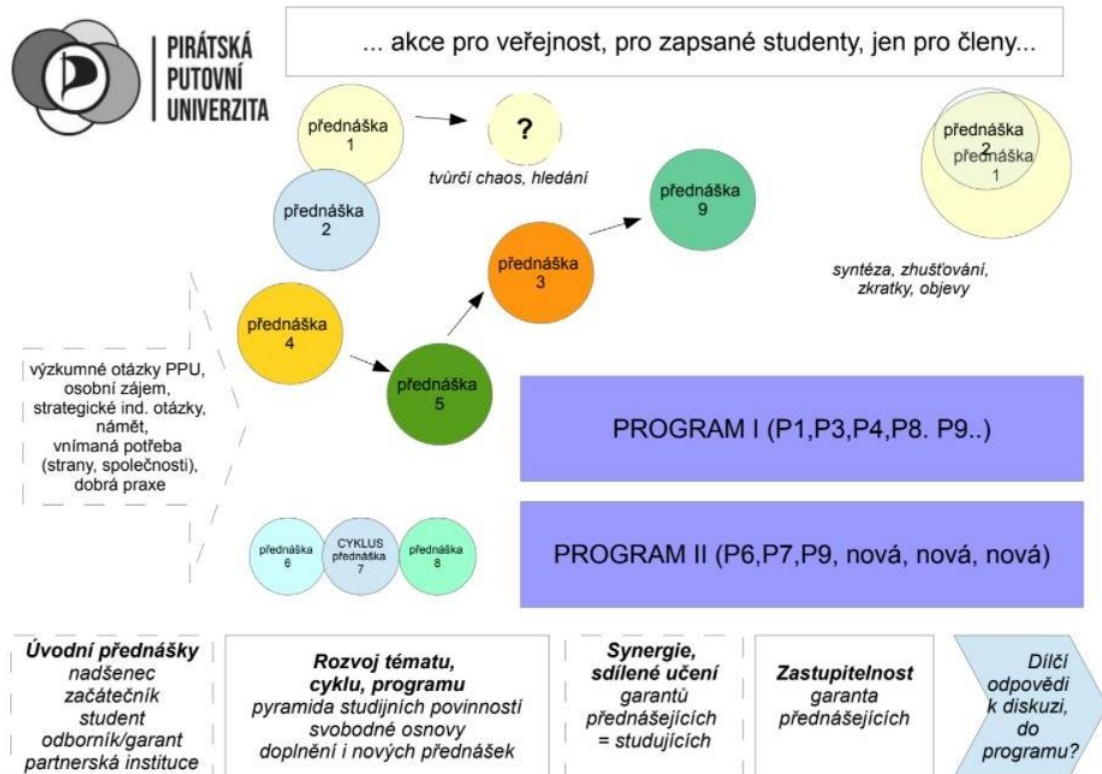 PIRÁTSKÁ
PUTOVNÍ
UNIVERZITA
... akce pro veřejnost, pro zapsané studenty, jen pro členy...
přednáška
1
?
tvůrčí chaos, hledání
přednáška
2
přednáška
9
přednáška
2
přednáška
1
syntéza, zhušťování,
zkratky, objevy
přednáška
3
přednáška
4
přednáška
5
výzkumné otázky PPU,
osobní zájem,
strategické ind. otázky,
námět,
vnímaná potřeba
(strany, společnosti),
dobrá praxe
PROGRAM I (P1,P3,P4,P8. P9..)
přednáška
6
CYKLUS
přednáška
7
přednáška
8
PROGRAM II (P6,P7,P9, nová, nová, nová)
Úvodní přednášky
nadšenec
začátečník
student
odborník/garant
partnerská instituce
Rozvoj tématu,
cyklu, programu
pyramida studijních povinností
svobodné osnovy
doplnění i nových přednášek
Synergie,
sdílené učení
garantů
přednášejících
= studujících
Zastupitelnost
garanta
přednášejících
Dílčí
odpovědi
k diskuzi,
do
programu?